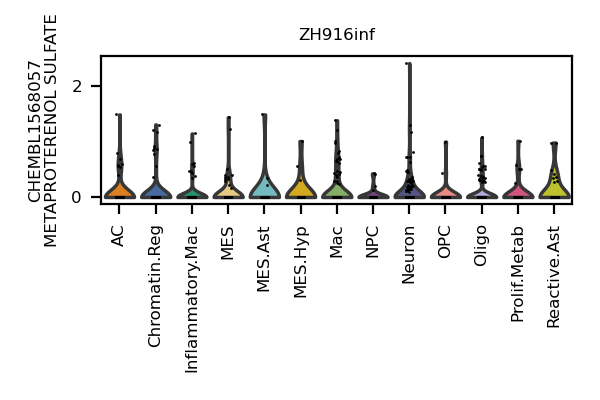 ZH916inf
CHEMBL1568057
METAPROTERENOL SULFATE
2
0
AC
Chromatin.Reg
Inflammatory.Mac
MES
MES.Ast
MES.Hyp
Mac
NPC
Neuron
OPC
Oligo
Prolif.Metab
Reactive.Ast